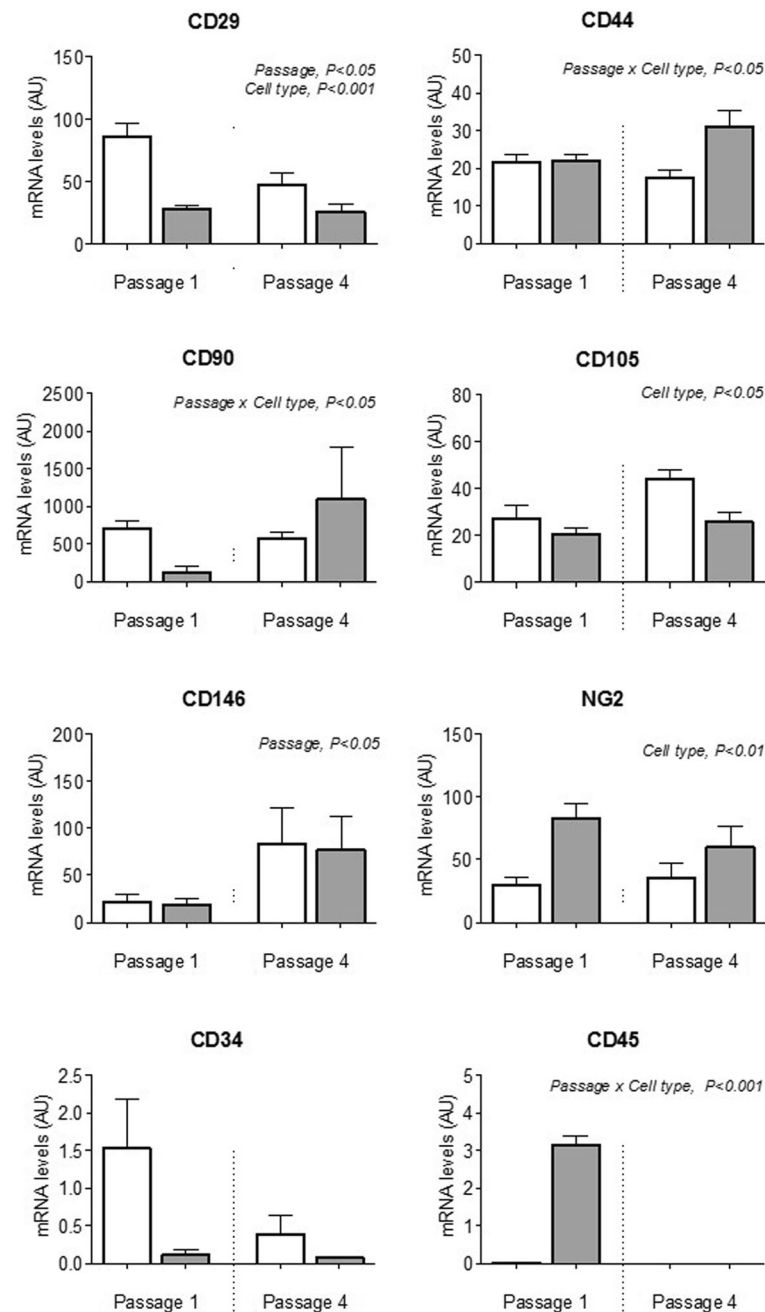 CD29
mRNA levels (AU)
150
100
50
0
Passage, P<0.05
Cell type, P<0.001
Passage 1
Passage 4
CD44
mRNA levels (AU)
50
40
30
20
10
0
Passage x Cell type, P<0.05
Passage 1
Passage 4
CD90
mRNA levels (AU)
2500
2000
1500
1000
500
0
Passage x Cell type, P<0.05
Passage 1
Passage 4
CD105
mRNA levels (AU)
80
60
40
20
0
Cell type, P<0.05
Passage 1
Passage 4
CD146
mRNA levels (AU)
200
150
100
50
0
Passage, P<0.05
Passage 1
Passage 4
NG2
mRNA levels (AU)
150
100
50
0
Cell type, P<0.01
Passage 1
Passage 4
CD34
mRNA levels (AU)
2.5
2.0
1.5
1.0
0.5
0.0
Passage 1
Passage 4
CD45
mRNA levels (AU)
5
4
3
2
1
0
Passage x Cell type, P<0.001
Passage 1
Passage 4